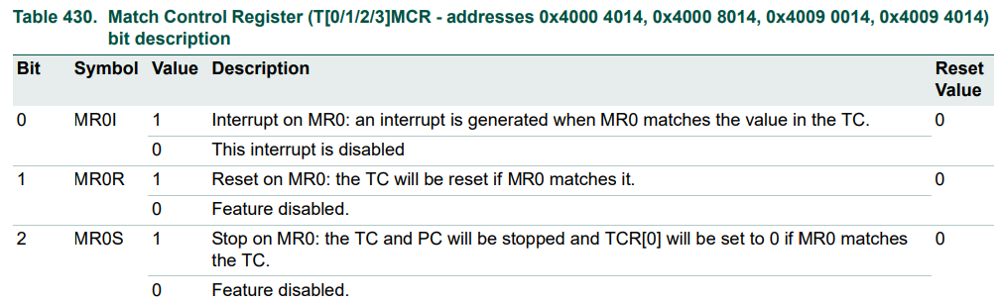 Table 430. Match Control Register (T[0/1/2/3]MCR - addresses 0x4000 4014, 0x4000 8014, 0x4009 0014, 0x4009 4014)
bit description
Bit Symbol Value Description Reset
Value
0 MR0I 1 Interrupt on MR0: an interrupt is generated when MR0 matches the value in the TC. 0
0 This interrupt is disabled
1 MR0R 1 Reset on MR0: the TC will be reset if MR0 matches it. 0
0 Feature disabled.
2 MR0S 1 Stop on MR0: the TC and PC will be stopped and TCR[0] will be set to 0 if MR0 matches 0
the TC.
0 Feature disabled.